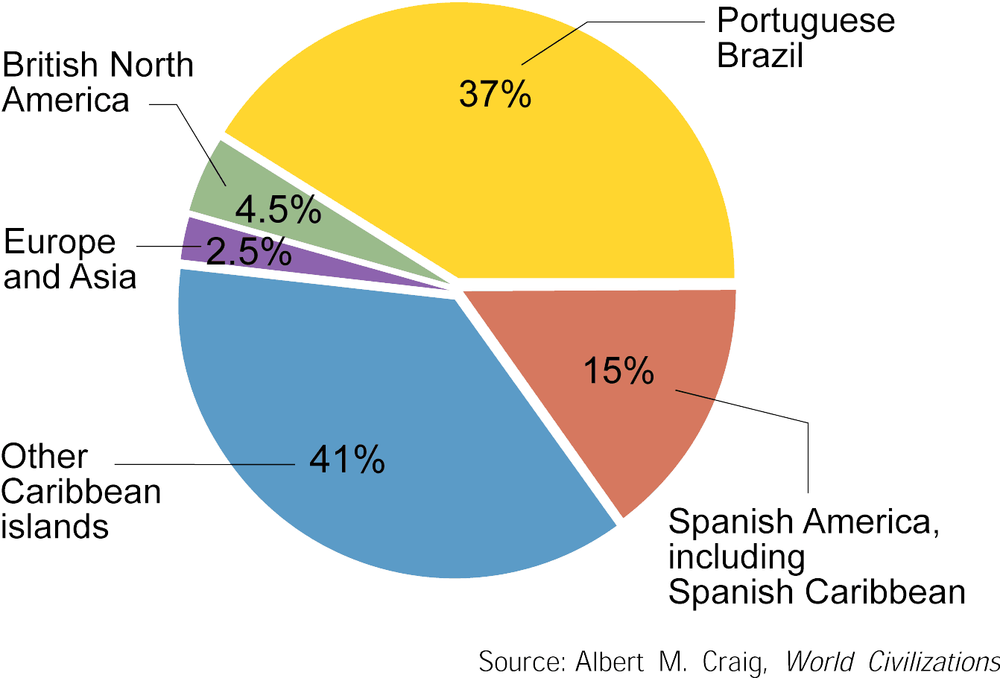 Portuguese
Brazil
37%
British North
America
4.5%
Europe
and Asia
2.5%
15%
Other
Caribbean
islands
41%
Spanish America,
including
Spanish Caribbean
Source: Albert M. Craig, World Civilizations